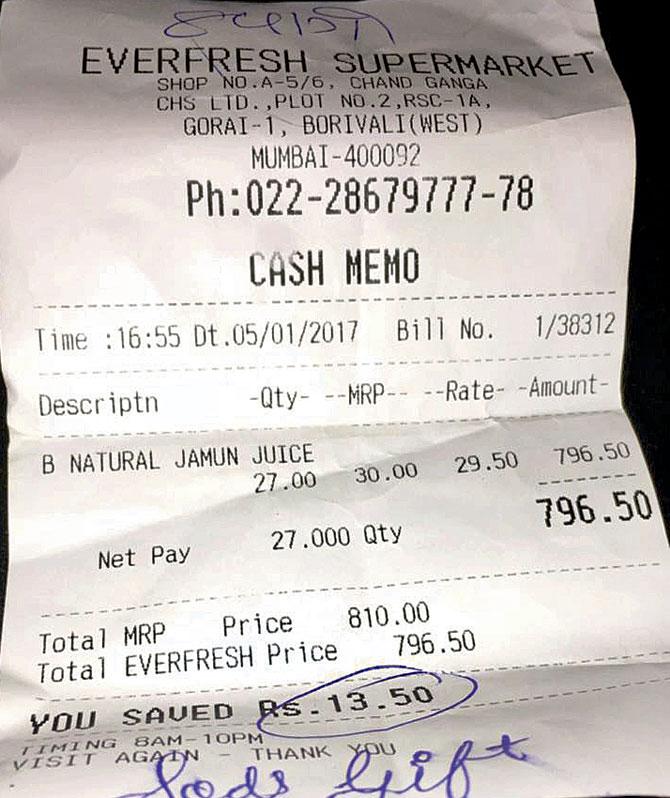 EVERFRESH SUPERMARKET
SHOP NO.A-5/6, CHAND GANGA
CHS LTD.,PLOT NO.2,RSC-1A,
GORAI-1, BORIVALI(WEST)
MUMBAI-400092
Ph:022-28679777-78
CASH MEMO
Time :16:55 Dt.05/01/2017 Bill No. 1/38312
Descriptn -Qty- --MRP-- --Rate- -Amount-
B NATURAL JAMUN JUICE
27.00 30.00 29.50 796.50
796.50
Net Pay 27.000 Qty
Total MRP Price 810.00
Total EVERFRESH Price 796.50
YOU SAVED RS.13.50
TIMING 8AM-10PM
VISIT AGAIN - THANK YOU
Gods Gift